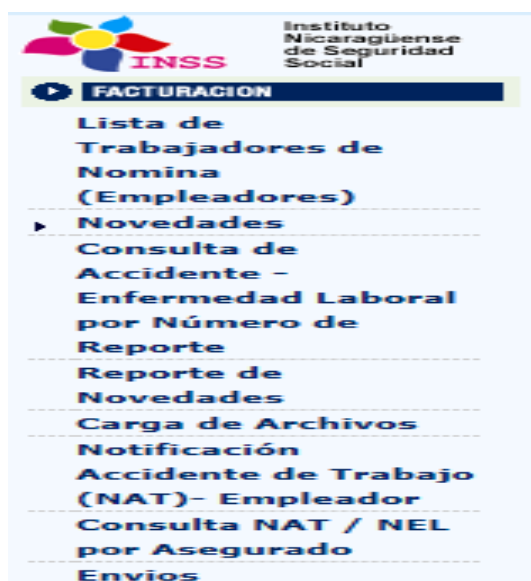 INSS
Instituto
Nicaragüense
de Seguridad
Social
FACTURACION
Lista de
Trabajadores de
Nomina
(Empleadores)
Novedades
Consulta de
Accidente -
Enfermedad Laboral
por Número de
Reporte
Reporte de
Novedades
Carga de Archivos
Notificación
Accidente de Trabajo
(NAT)- Empleador
Consulta NAT / NEL
por Asegurado
Envios